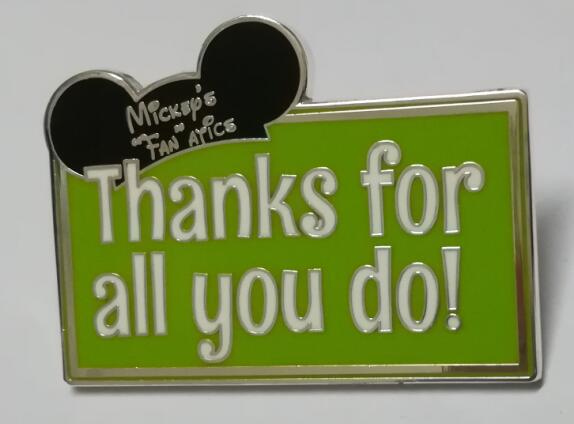 Mickey's
"Fan" atics
Thanks for
all you do!